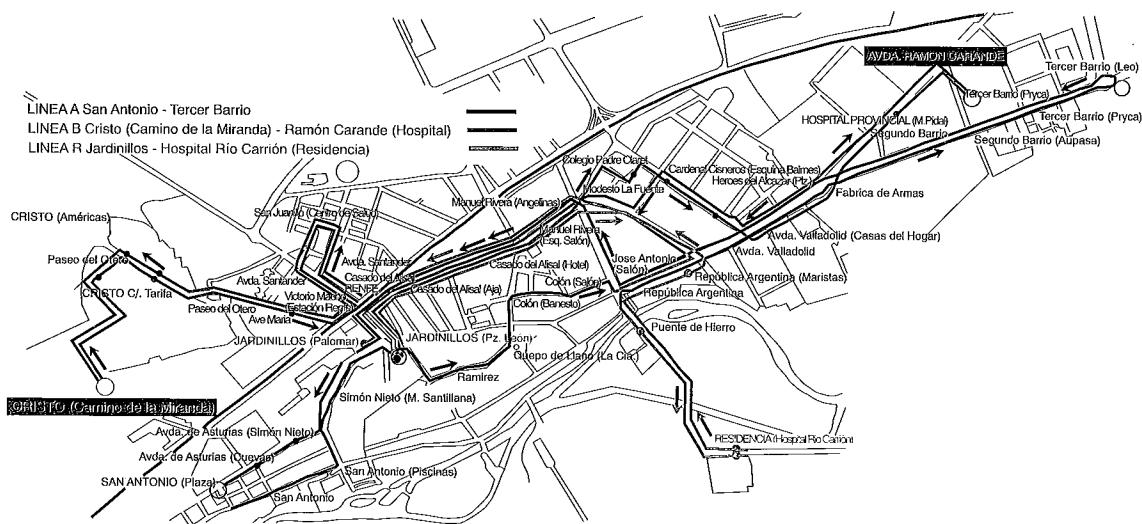 AVDA. RAMON CARANDE
Tercer Barrio (Leo)
Tercer Barrio (Pryca)
LINEA A San Antonio - Tercer Barrio
LINEA B Cristo (Camino de la Miranda) - Ramón Carande (Hospital)
LINEA R Jardinillos - Hospital Río Carrión (Residencia)
HOSPITAL PROVINCIAL (M.Pidal)
Tercer Barrio (Pryca)
Segundo Barrio
Segundo Barrio (Aupasa)
Colegio Padre Claret
Cardenal Cisneros (Esquina Balmes)
Heroes del Alcazar (Plz.)
Modesto La Fuente
Fabrica de Armas
Manuel Rivera (Angelinas)
CRISTO (Américas)
San Juanillo (Centro de Salud)
Manuel Rivera
(Esq. Salón)
Avda. Valladolid (Casas del Hogar)
Avda. Valladolid
Paseo del Otero
Avda. Santander
Jose Antonio
(Salón)
Casado del Alisal (Hotel)
Casado del Alisal
RENFE
Avda. Santander
Casado del Alisal (Aja)
Colón (Salón)
República Argentina (Maristas)
CRISTO C/. Tarifa
Victorio Macho
(Estación Renfe)
República Argentina
Paseo del Otero
Colón (Banesto)
Ave Maria
Puente de Hierro
JARDINILLOS (Palomar)
JARDINILLOS (Pz. León)
Quepo de Llano (La Cia.)
Ramirez
Simón Nieto (M. Santillana)
CRISTO (Camino de la Miranda)
Avda. de Asturias (Simón Nieto)
RESIDENCIA (Hospital Rio Carrión)
Avda. de Asturias (Cuevas)
San Antonio (Piscinas)
SAN ANTONIO (Plaza)
San Antonio